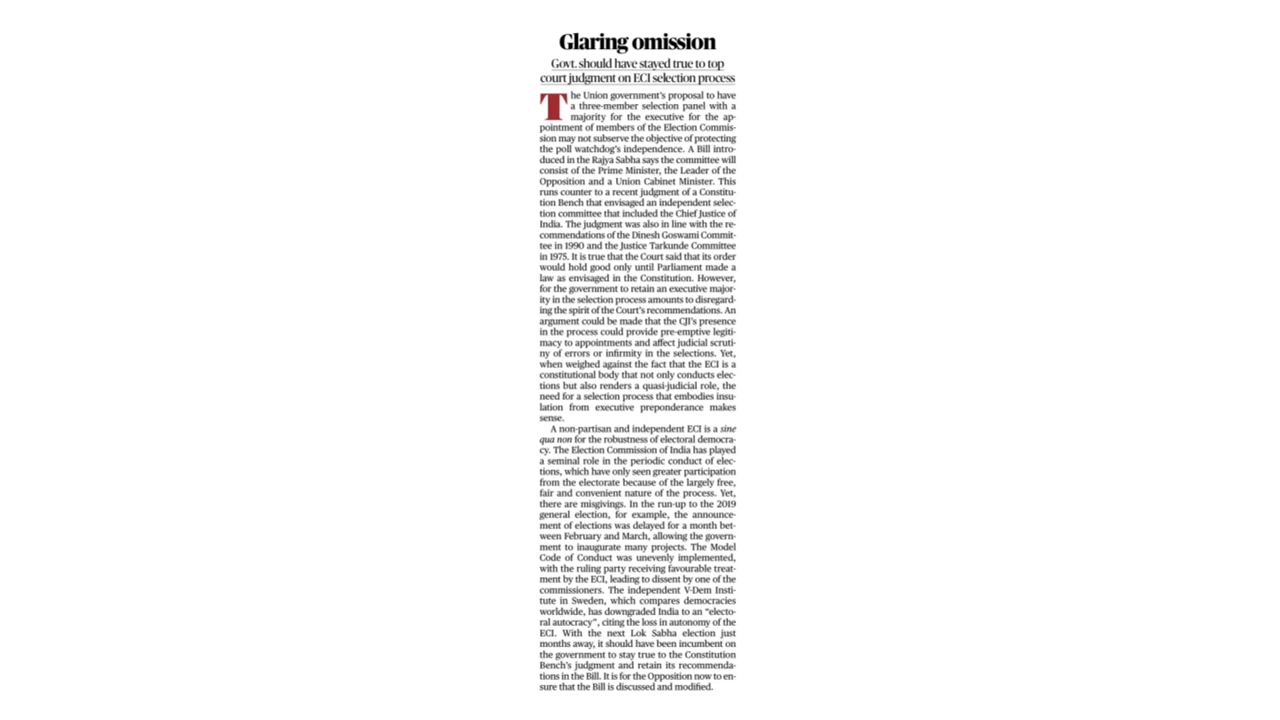 Glaring omission
Govt. should have stayed true to top
court judgment on ECI selection process
The Union government's proposal to have
a three-member selection panel with a
majority for the executive for the ap-
pointment of members of the Election Commis-
sion may not subserve the objective of protecting
the poll watchdog's independence. A Bill intro-
duced in the Rajya Sabha says the committee will
consist of the Prime Minister, the Leader of the
Opposition and a Union Cabinet Minister. This
runs counter to a recent judgment of a Constitu-
tion Bench that envisaged an independent selec-
tion committee that included the Chief Justice of
India. The judgment was also in line with the re-
commendations of the Dinesh Goswami Commit-
tee in 1990 and the Justice Tarkunde Committee
in 1975. It is true that the Court said that its order
would hold good only until Parliament made a
law as envisaged in the Constitution. However,
for the government to retain an executive major-
ity in the selection process amounts to disregard-
ing the spirit of the Court's recommendations. An
argument could be made that the CJI's presence
in the process could provide pre-emptive legiti-
macy to appointments and affect judicial scruti-
ny of errors or infirmity in the selections. Yet,
when weighed against the fact that the ECI is a
constitutional body that not only conducts elec-
tions but also renders a quasi-judicial role, the
need for a selection process that embodies insu-
lation from executive preponderance makes
sense.
A non-partisan and independent ECI is a sine
qua non for the robustness of electoral democra-
cy. The Election Commission of India has played
a seminal role in the periodic conduct of elec-
tions, which have only seen greater participation
from the electorate because of the largely free,
fair and convenient nature of the process. Yet,
there are misgivings. In the run-up to the 2019
general election, for example, the announce-
ment of elections was delayed for a month bet-
ween February and March, allowing the govern-
ment to inaugurate many projects. The Model
Code of Conduct was unevenly implemented,
with the ruling party receiving favourable treat-
ment by the ECI, leading to dissent by one of the
commissioners. The independent V-Dem Insti-
tute in Sweden, which compares democracies
worldwide, has downgraded India to an "electo-
ral autocracy", citing the loss in autonomy of the
ECI. With the next Lok Sabha election just
months away, it should have been incumbent on
the government to stay true to the Constitution
Bench's judgment and retain its recommenda-
tions in the Bill. It is for the Opposition now to en-
sure that the Bill is discussed and modified.